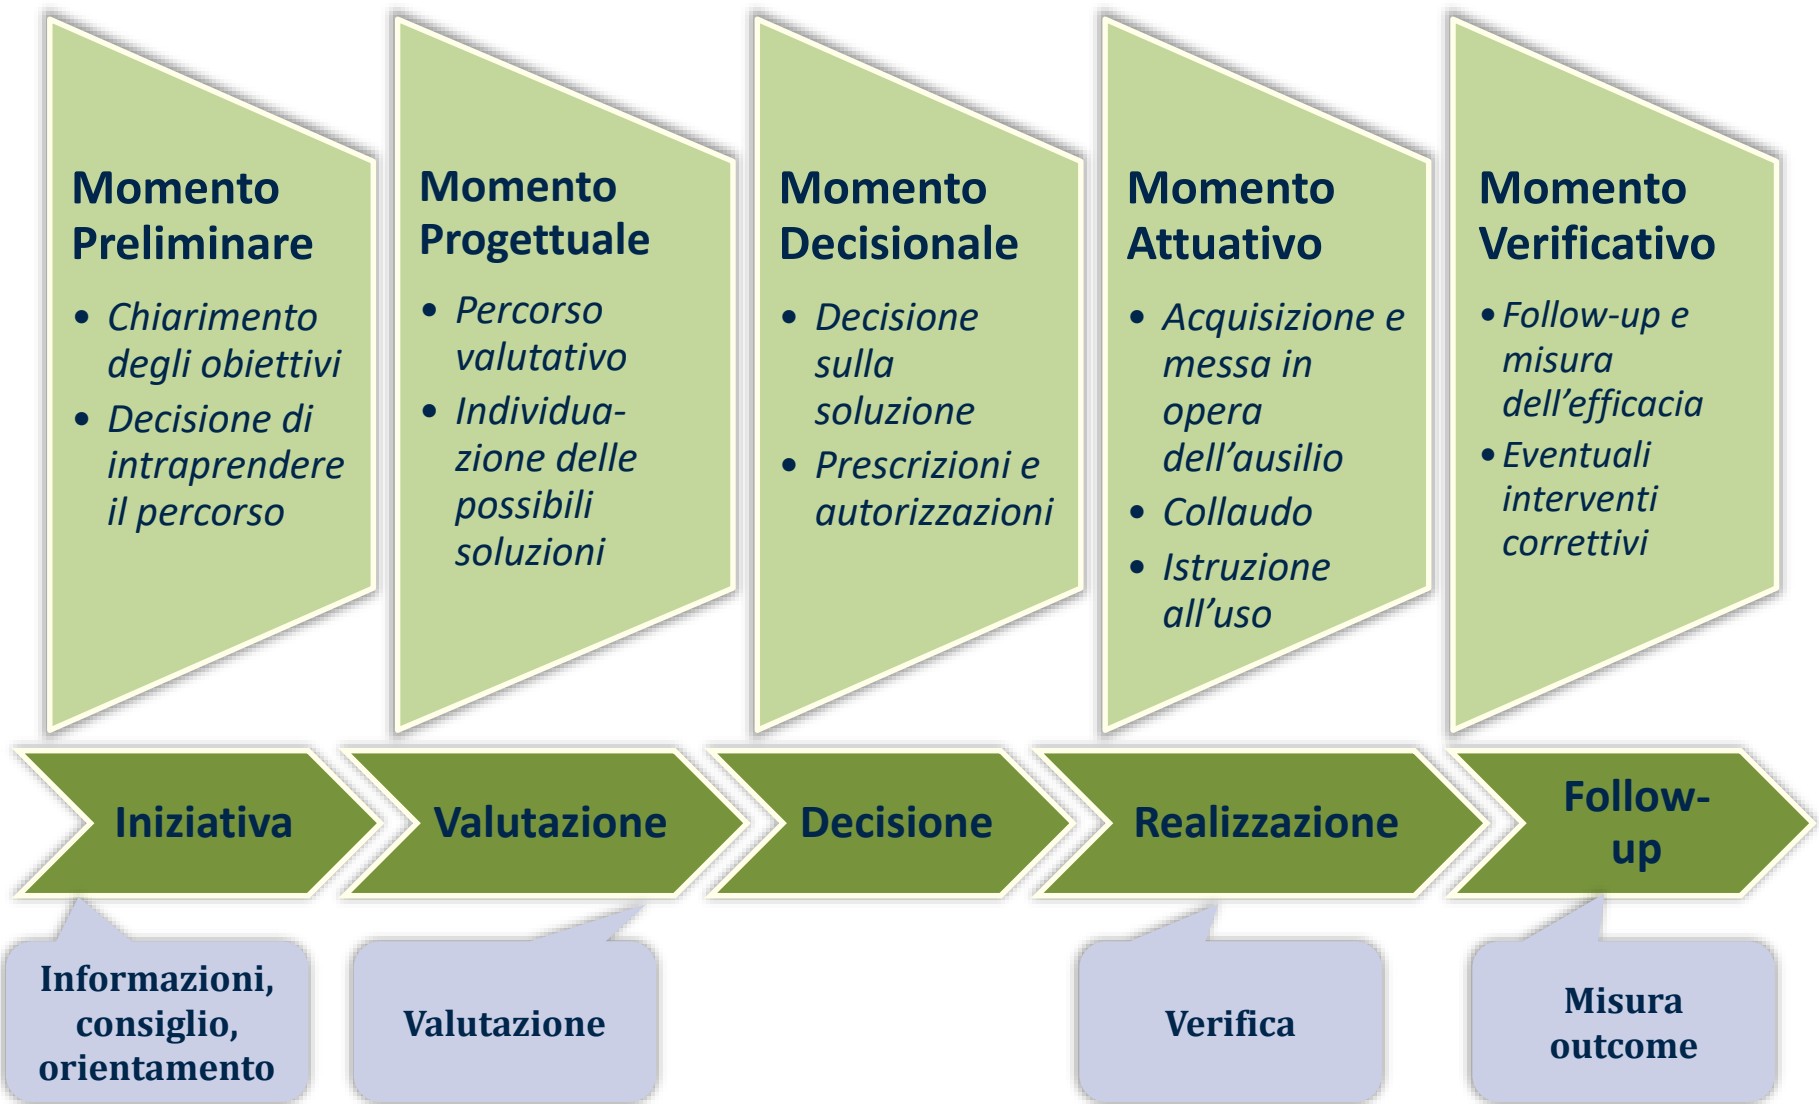 Momento
Preliminare
• Chiarimento
degli obiettivi
• Decisione di
intraprendere
il percorso
Momento
Progettuale
• Percorso
valutativo
• Individua-
zione delle
possibili
soluzioni
Momento
Decisionale
• Decisione
sulla
soluzione
• Prescrizioni e
autorizzazioni
Momento
Attuativo
• Acquisizione e
messa in
opera
dell’ausilio
• Collaudo
• Istruzione
all’uso
Momento
Verificativo
• Follow-up e
misura
dell’efficacia
• Eventuali
interventi
correttivi
Iniziativa
Valutazione
Decisione
Realizzazione
Follow-
up
Informazioni,
consiglio,
orientamento
Valutazione
Verifica
Misura
outcome